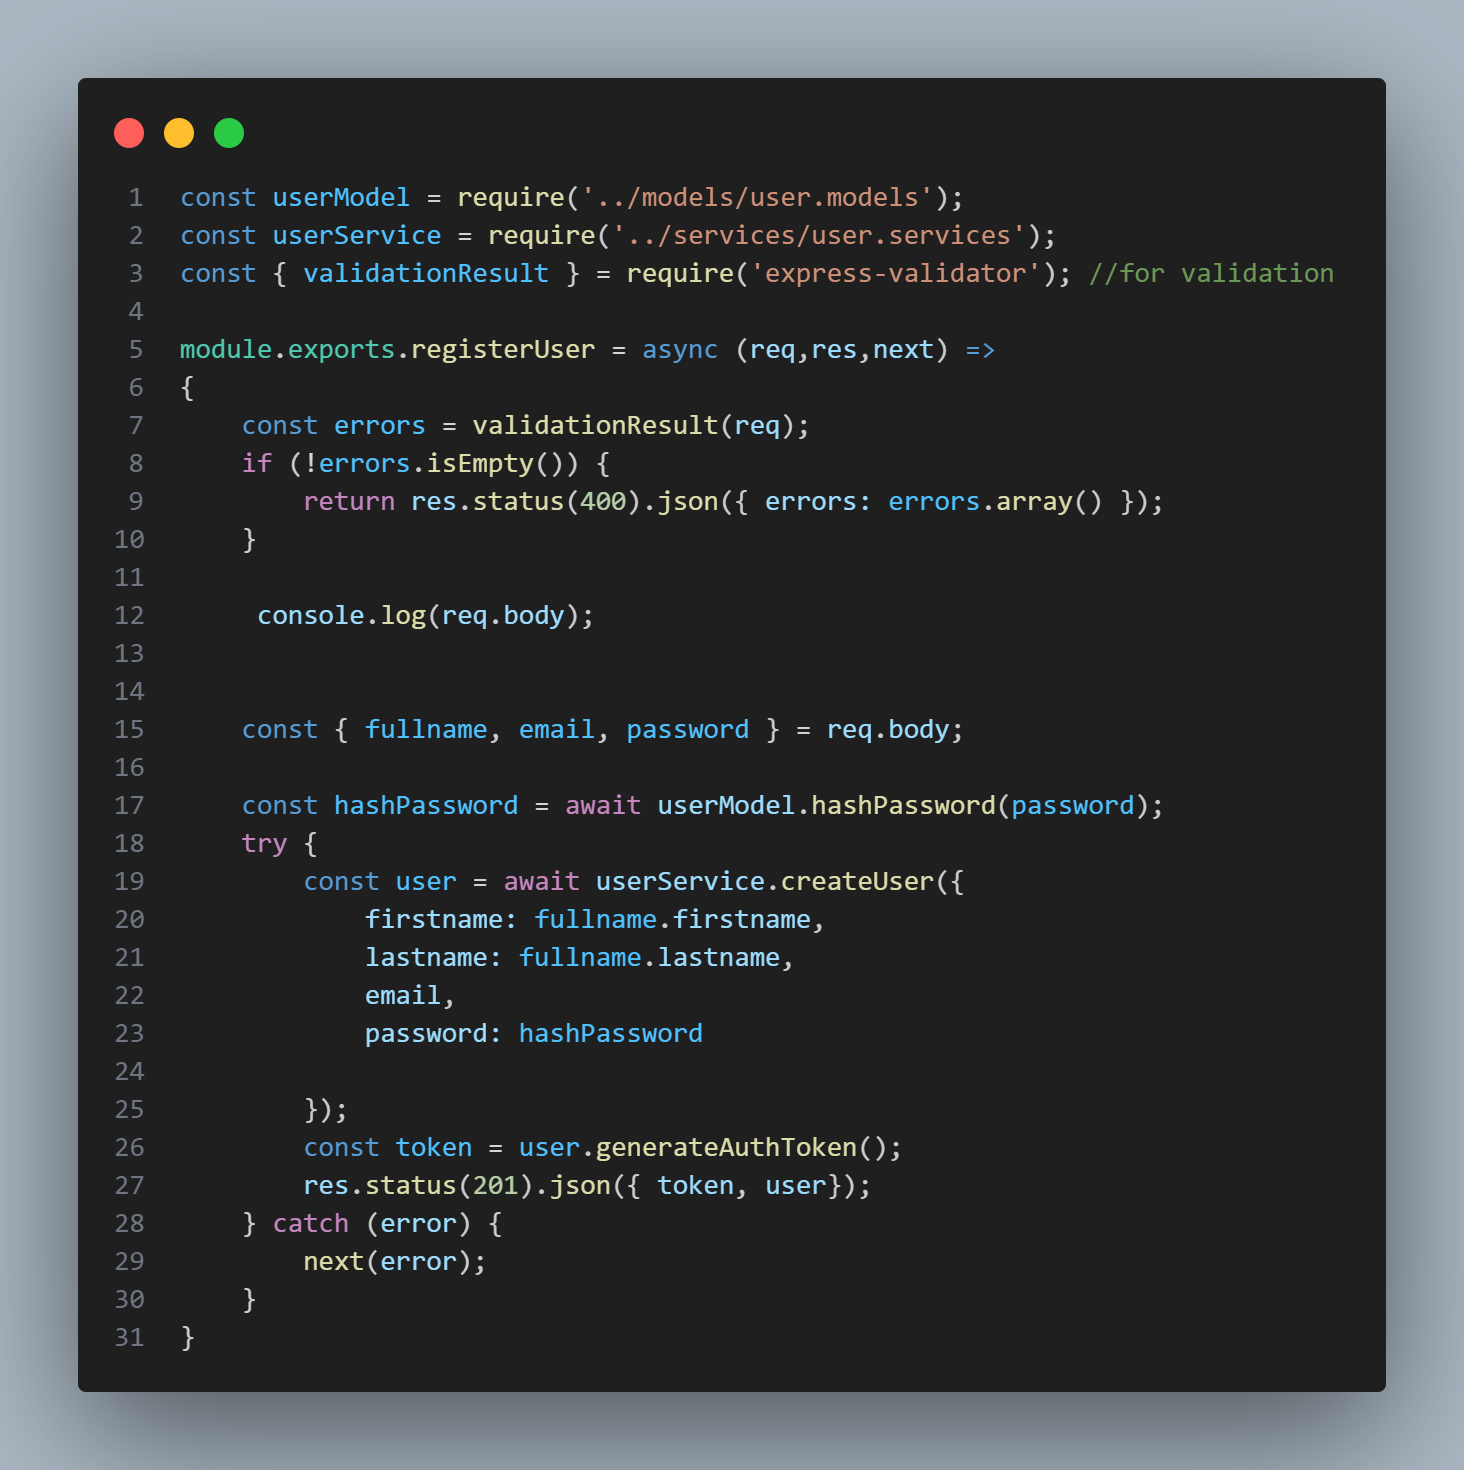 1 const userModel = require('../models/user.models');
2 const userService = require('../services/user.services');
3 const { validationResult } = require('express-validator'); //for validation
4
5 module.exports.registerUser = async (req,res,next) =>
6 {
7     const errors = validationResult(req);
8     if (!errors.isEmpty()) {
9         return res.status(400).json({ errors: errors.array() });
10     }
11
12      console.log(req.body);
13
14
15     const { fullname, email, password } = req.body;
16
17     const hashPassword = await userModel.hashPassword(password);
18     try {
19         const user = await userService.createUser({
20             firstname: fullname.firstname,
21             lastname: fullname.lastname,
22             email,
23             password: hashPassword
24
25         });
26         const token = user.generateAuthToken();
27         res.status(201).json({ token, user});
28     } catch (error) {
29         next(error);
30     }
31 }